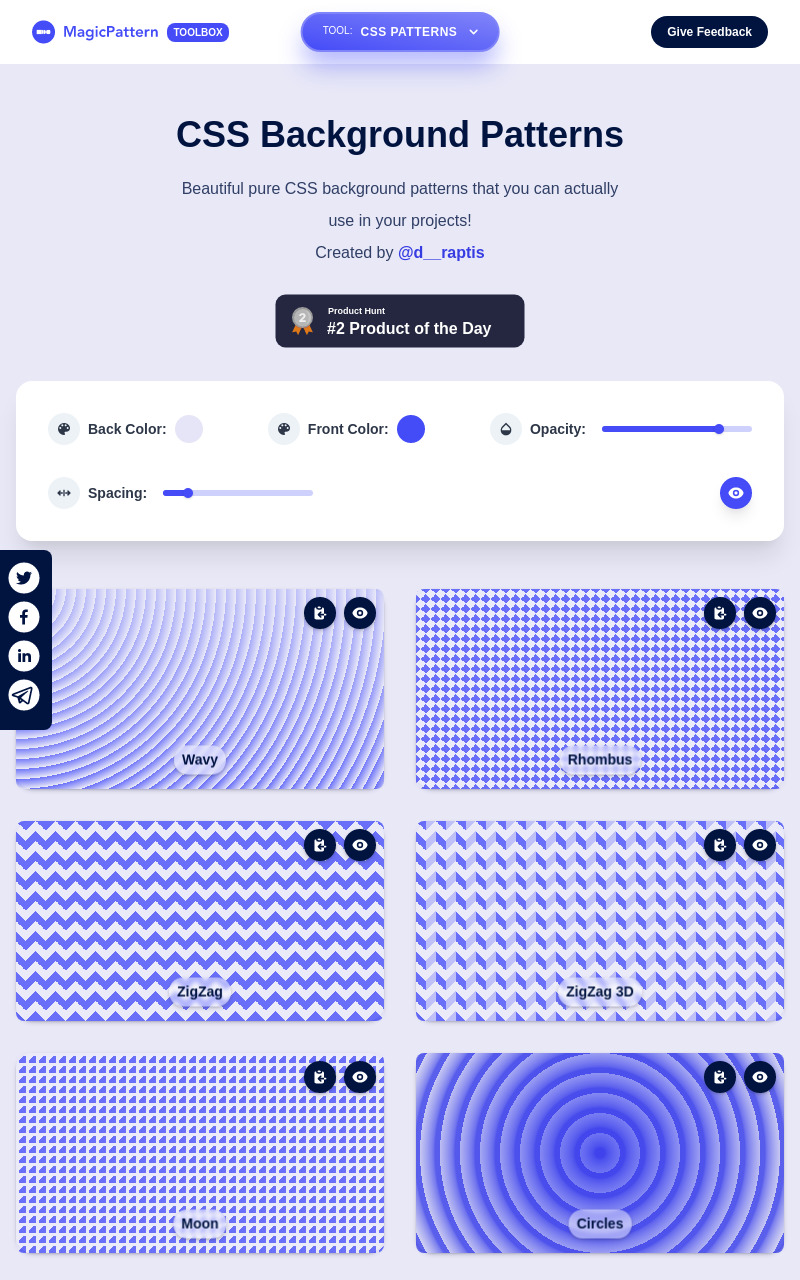 MagicPattern TOOLBOX
TOOL: CSS PATTERNS
Give Feedback
CSS Background Patterns
Beautiful pure CSS background patterns that you can actually
use in your projects!
Created by @d__raptis
2
Product Hunt
#2 Product of the Day
Back Color:
Front Color:
Opacity:
Spacing:
Wavy
Rhombus
ZigZag
ZigZag 3D
Moon
Circles